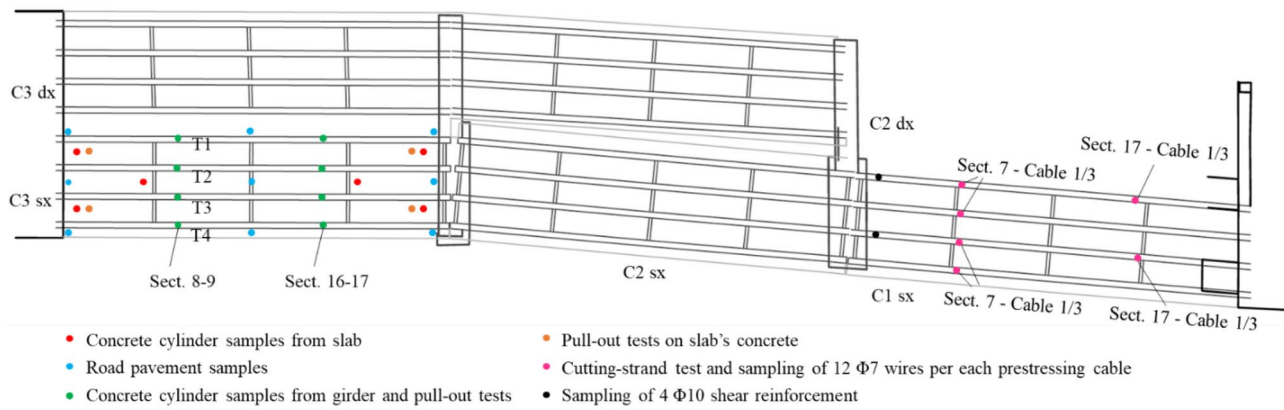 C3 dx
C2 dx
Sect. 17 - Cable 1/3
Sect. 7 - Cable 1/3
T1
T2
C3 sx
T3
T4
Sect. 8-9
Sect. 16-17
C2 sx
C1 sx
Sect. 7 - Cable 1/3
Sect. 17 - Cable 1/3
Concrete cylinder samples from slab
Road pavement samples
Concrete cylinder samples from girder and pull-out tests
Pull-out tests on slab's concrete
Cutting-strand test and sampling of 12 Φ7 wires per each prestressing cable
Sampling of 4 Φ10 shear reinforcement